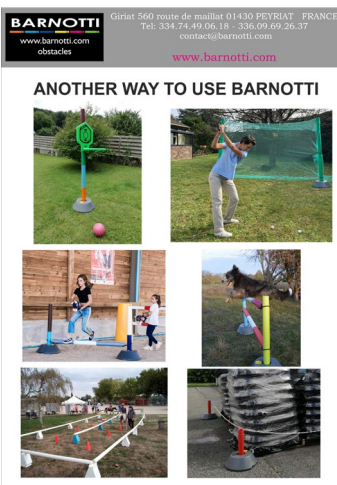 BARNOTTI
www.barnotti.com
obstacles
Giriat 560 route de maillat 01430 PEYRIAT FRANCE
Tel: 334.74.49.06.18 - 336.09.69.26.37
contact@barnotti.com
www.barnotti.com
ANOTHER WAY TO USE BARNOTTI